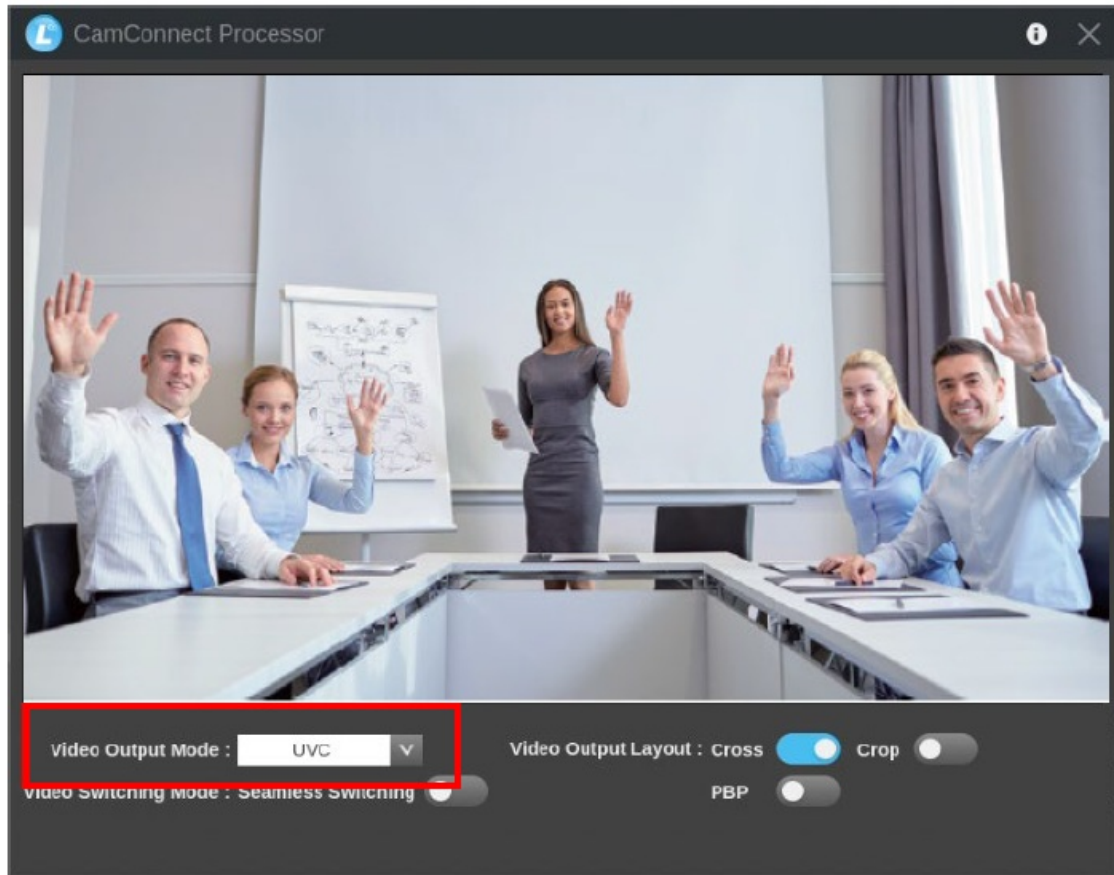 CamConnect Processor
Video Output Mode : UVC
Video Output Layout : Cross Crop
Video Switching Mode : Seamless Switching
PBP